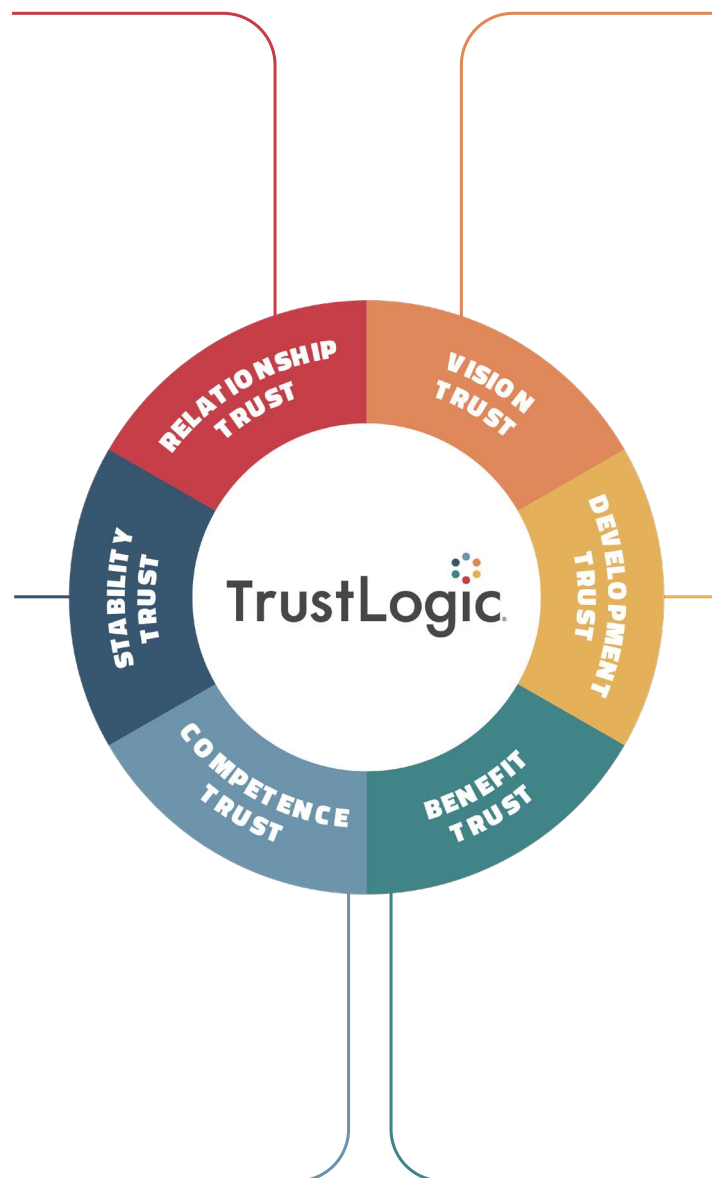 RELATIONSHIP
TRUST
VISION
TRUST
DEVELOPMENT
TRUST
BENEFIT
TRUST
COMPETENCE
TRUST
STABILITY
TRUST
TrustLogic®